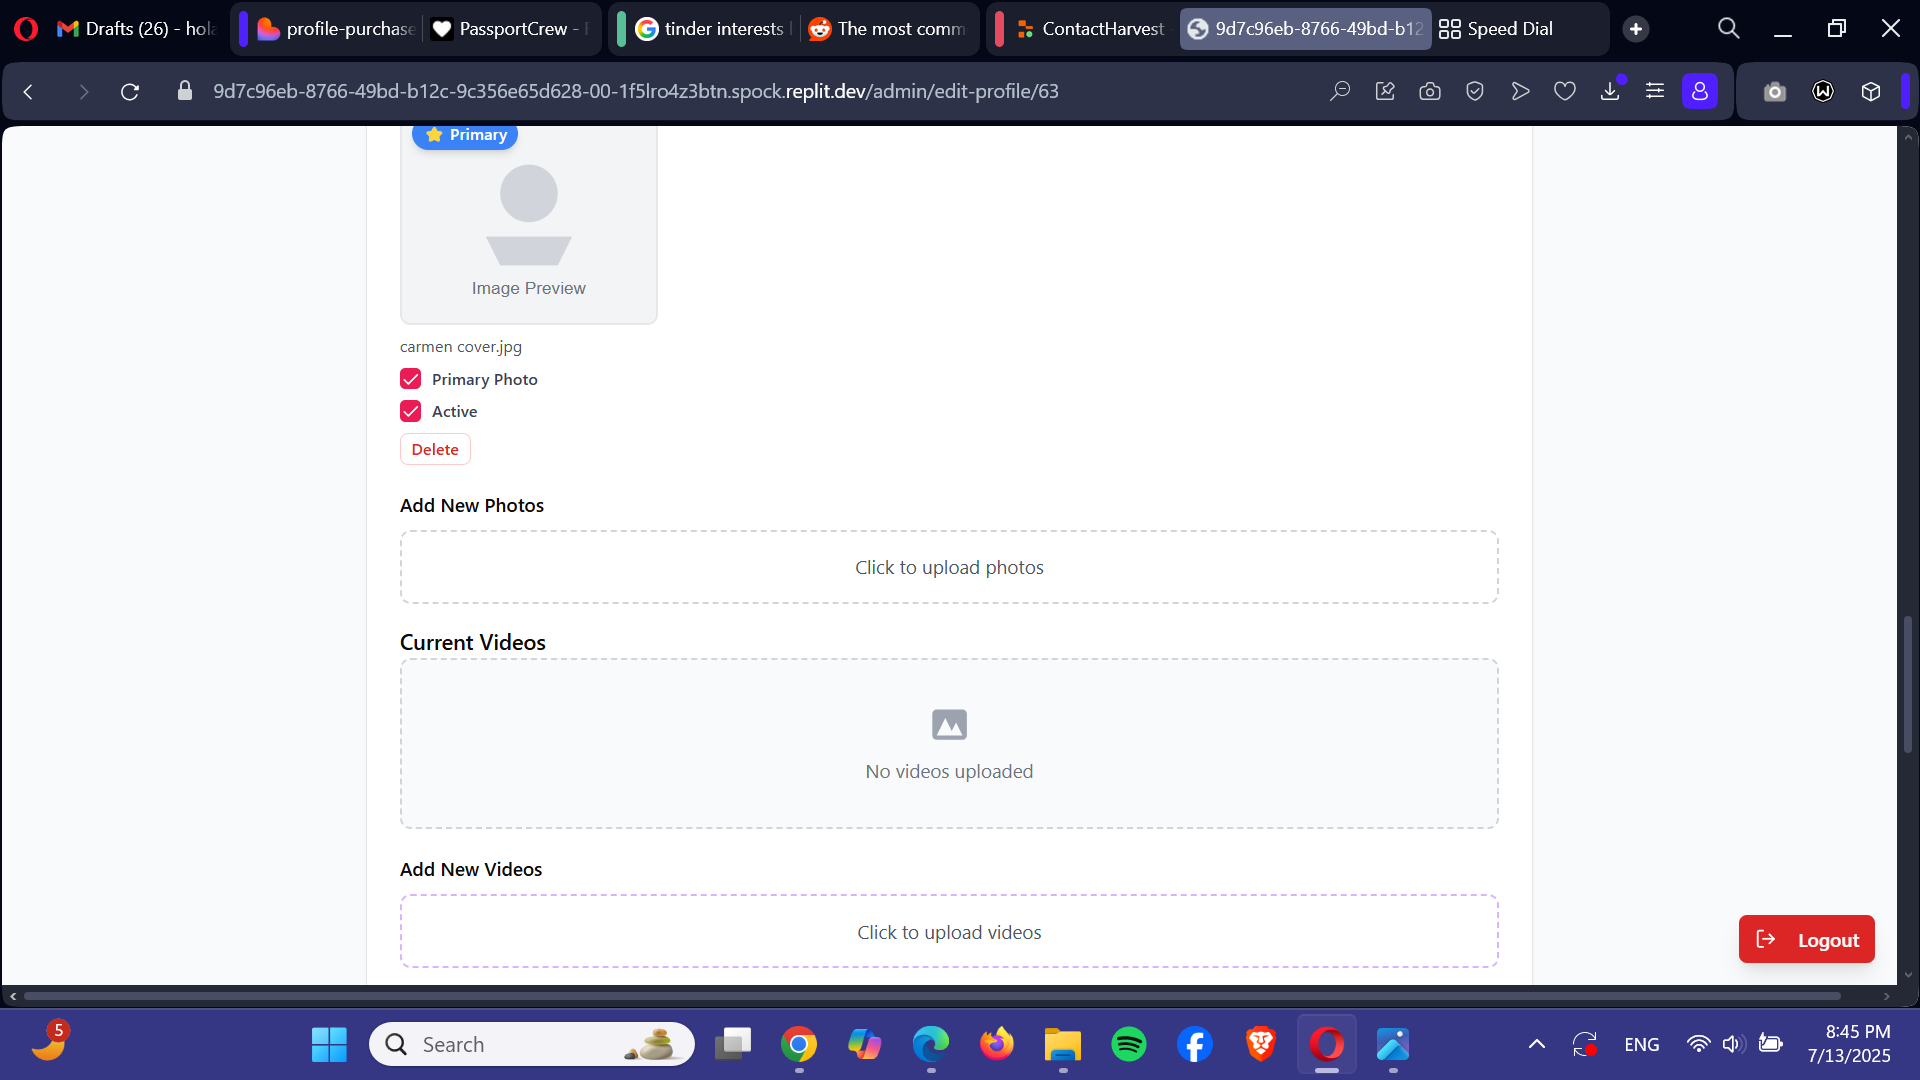 Drafts (26) - hola
profile-purchase
PassportCrew -
tinder interests
The most comm
ContactHarvest
9d7c96eb-8766-49bd-b12
Speed Dial
9d7c96eb-8766-49bd-b12c-9c356e65d628-00-1f5lro4z3btn.spock.replit.dev/admin/edit-profile/63
Primary
Image Preview
carmen cover.jpg
Primary Photo
Active
Delete
Add New Photos
Click to upload photos
Current Videos
No videos uploaded
Add New Videos
Click to upload videos
Logout
5
Search
ENG
8:45 PM
7/13/2025